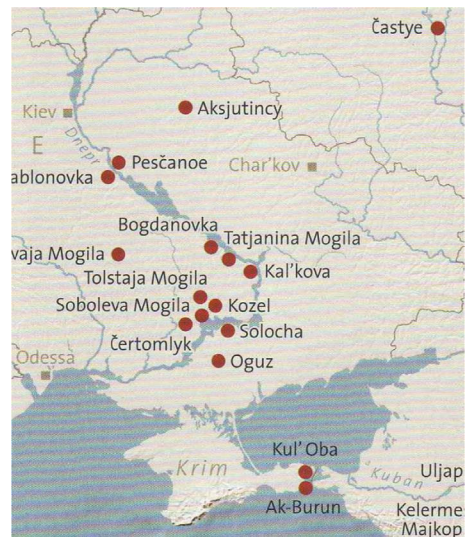 Častye
Aksjutincy
Kiev
E
Dnepr
Pesčanoe
Char'kov
ablonovka
Bogdanovka
Tatjanina Mogila
vaja Mogila
Kal'kova
Tolstaja Mogila
Soboleva Mogila
Kozel
Solocha
Čertomlyk
Odessa
Oguz
Kul' Oba
Krim
Kuban
Uljap
Ak-Burun
Kelerme
Majkop